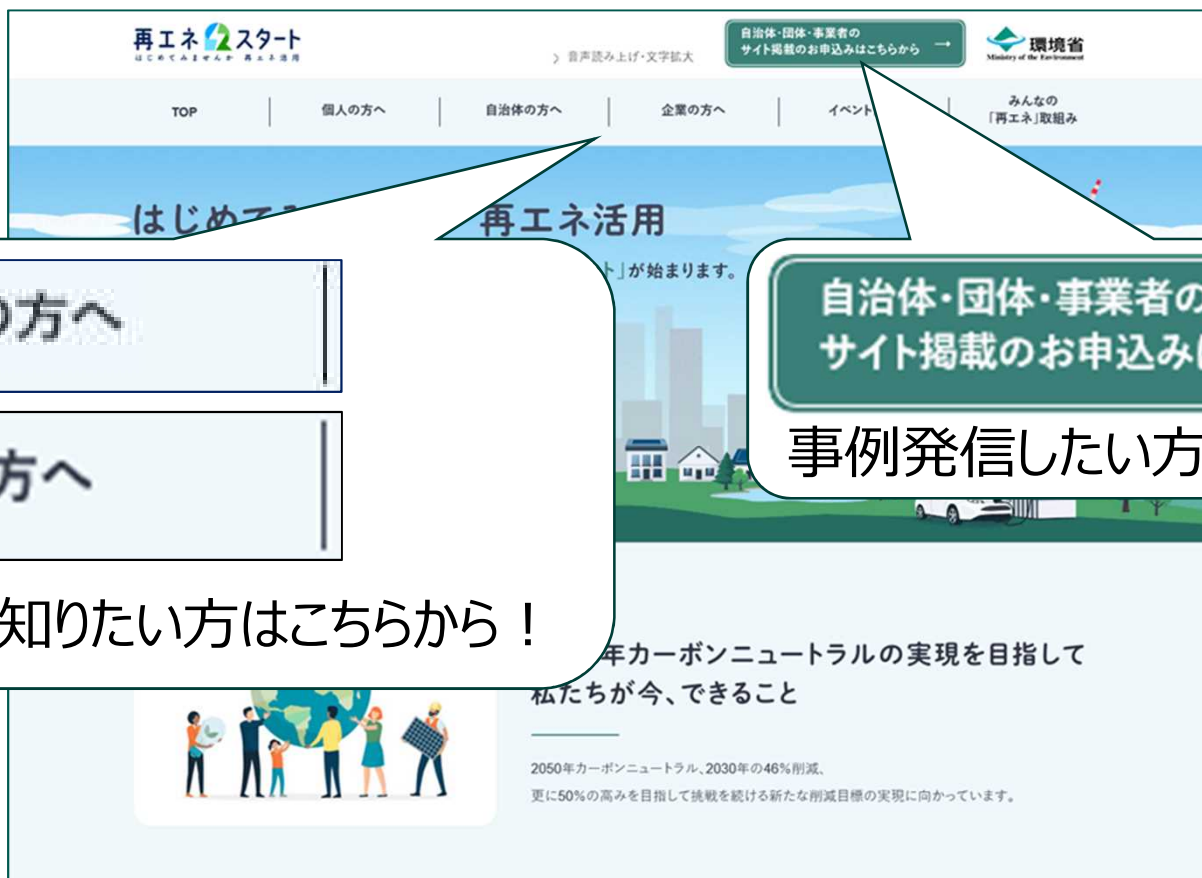 再エネ スタート
はじめてみませんか 再エネ活用
音声読み上げ・文字拡大
自治体・団体・事業者の
サイト掲載のお申込みはこちらから →
環境省
Ministry of the Environment
TOP
個人の方へ
自治体の方へ
企業の方へ
イベント
みんなの
「再エネ」取組み
はじめて
再エネ活用
」が始まります。
の方へ
方へ
知りたい方はこちらから！
自治体・団体・事業者の
サイト掲載のお申込み
事例発信したい方
年カーボンニュートラルの実現を目指して
私たちが今、できること
2050年カーボンニュートラル、2030年の46%削減、
更に50%の高みを目指して挑戦を続ける新たな削減目標の実現に向かっています。